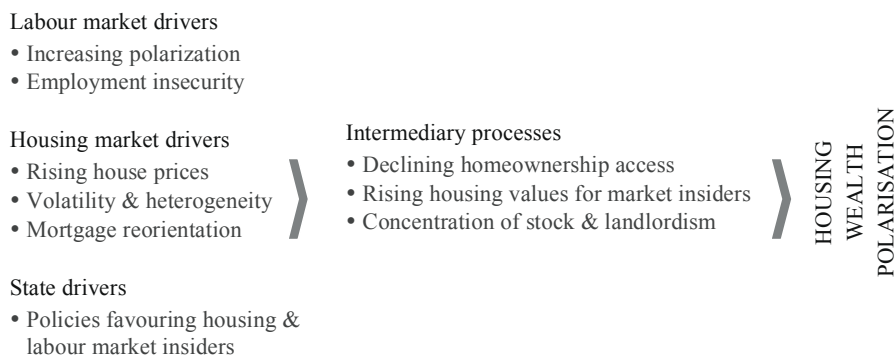 Labour market drivers
• Increasing polarization
• Employment insecurity
Housing market drivers
• Rising house prices
• Volatility & heterogeneity
• Mortgage reorientation
State drivers
• Policies favouring housing &
labour market insiders
Intermediary processes
• Declining homeownership access
• Rising housing values for market insiders
• Concentration of stock & landlordism
HOUSING
WEALTH
POLARISATION